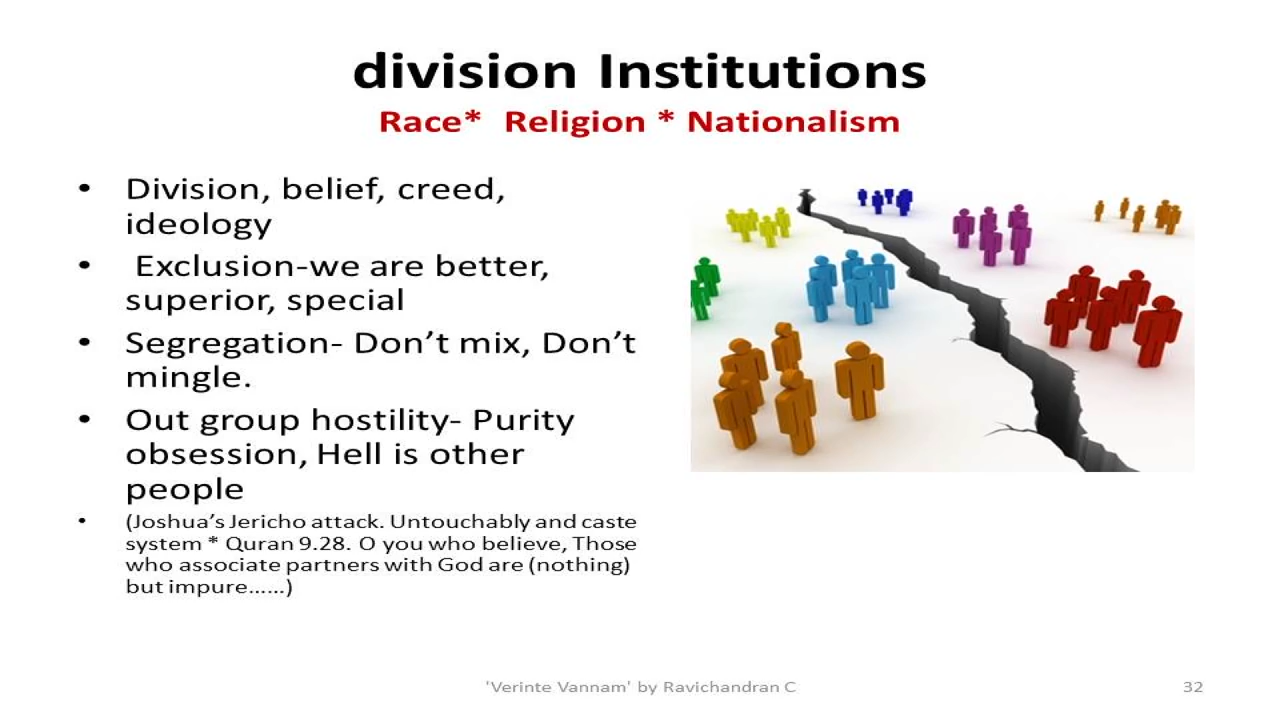 division Institutions
Race*  Religion * Nationalism
• Division, belief, creed,
ideology
•  Exclusion-we are better,
superior, special
• Segregation- Don’t mix, Don’t
mingle.
• Out group hostility- Purity
obsession, Hell is other
people
• (Joshua’s Jericho attack. Untouchably and caste
system * Quran 9.28. O you who believe, Those
who associate partners with God are (nothing)
but impure……)
'Verinte Vannam' by Ravichandran C
32